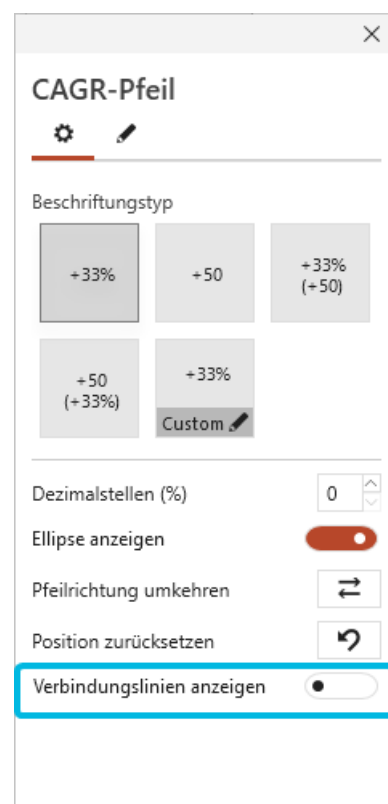 CAGR-Pfeil
Beschriftungstyp
+33%
+50
+33%
(+50)
+50
(+33%)
+33%
Custom
Dezimalstellen (%)
0
Ellipse anzeigen
Pfeilrichtung umkehren
Position zurücksetzen
Verbindungslinien anzeigen